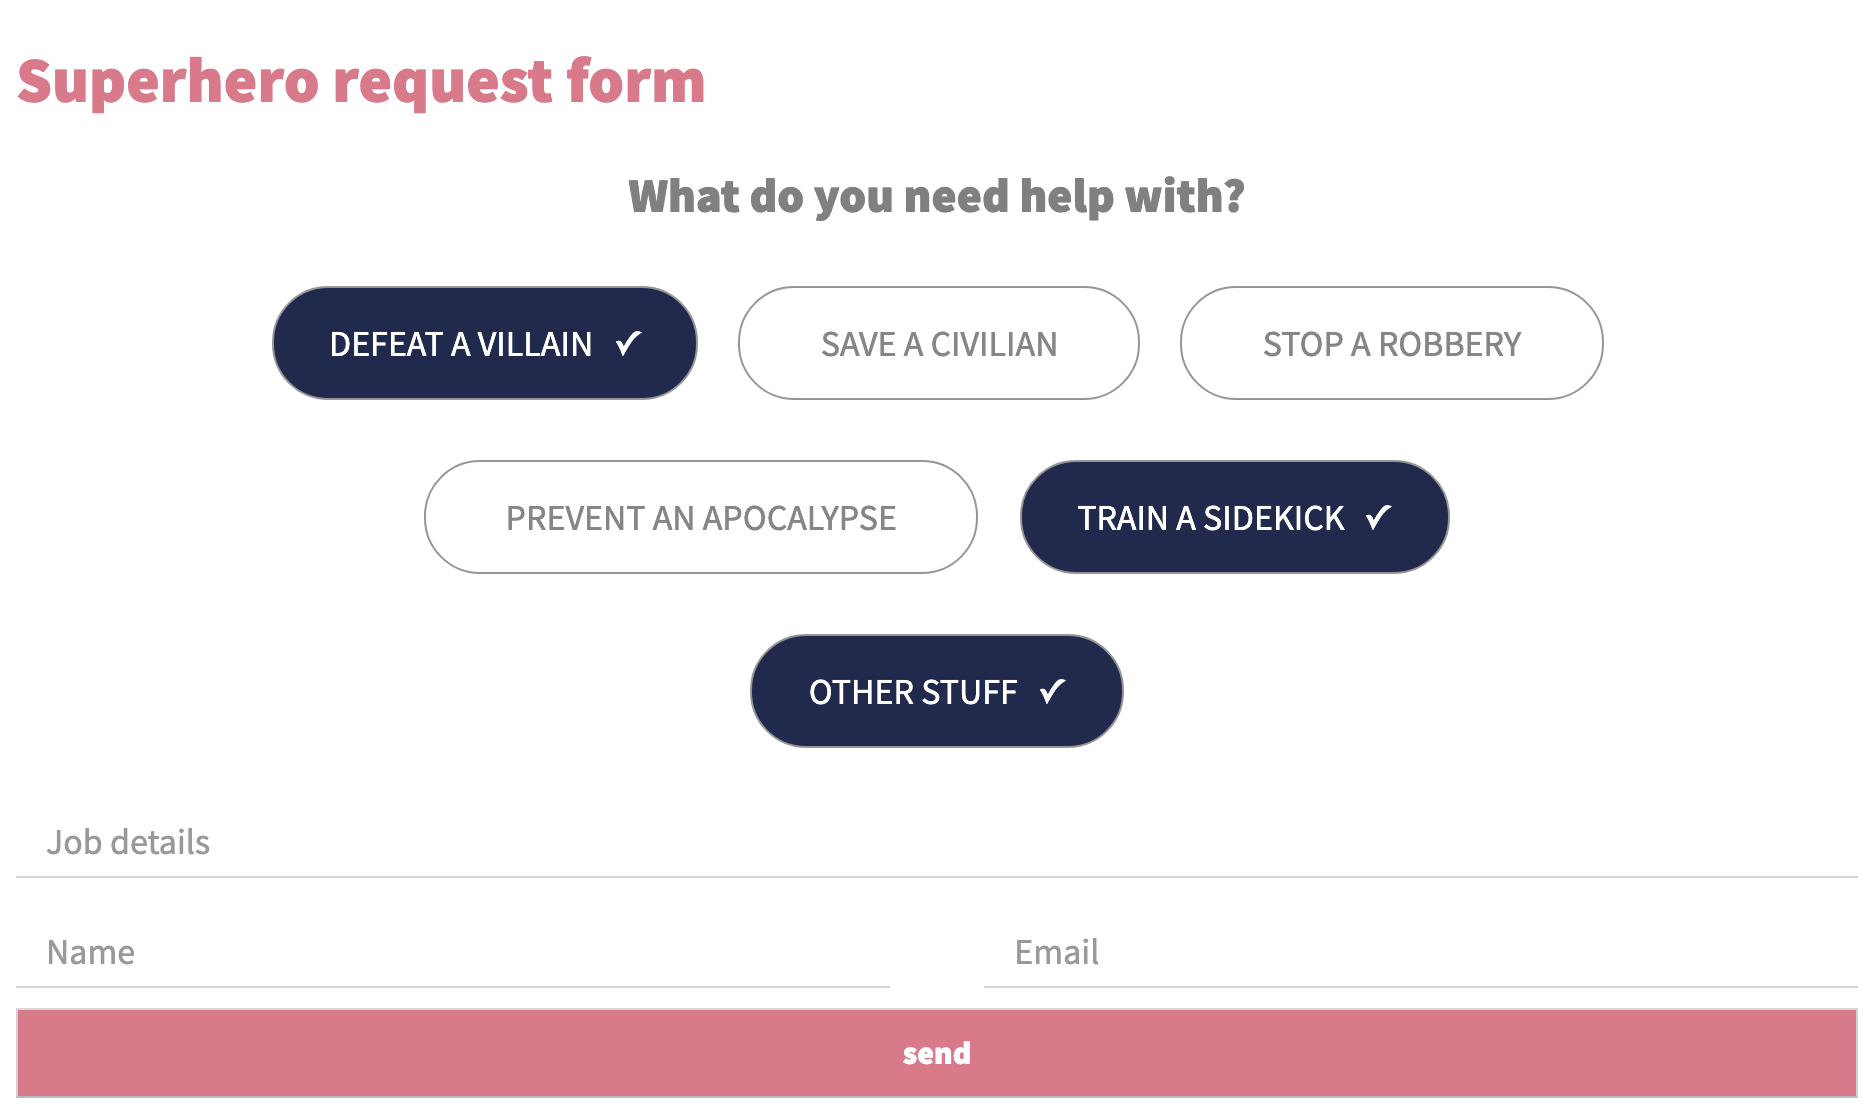 Superhero request form
What do you need help with?
DEFEAT A VILLAIN ✓ SAVE A CIVILIAN STOP A ROBBERY
PREVENT AN APOCALYPSE TRAIN A SIDEKICK ✓
OTHER STUFF ✓
Job details
Name Email
send